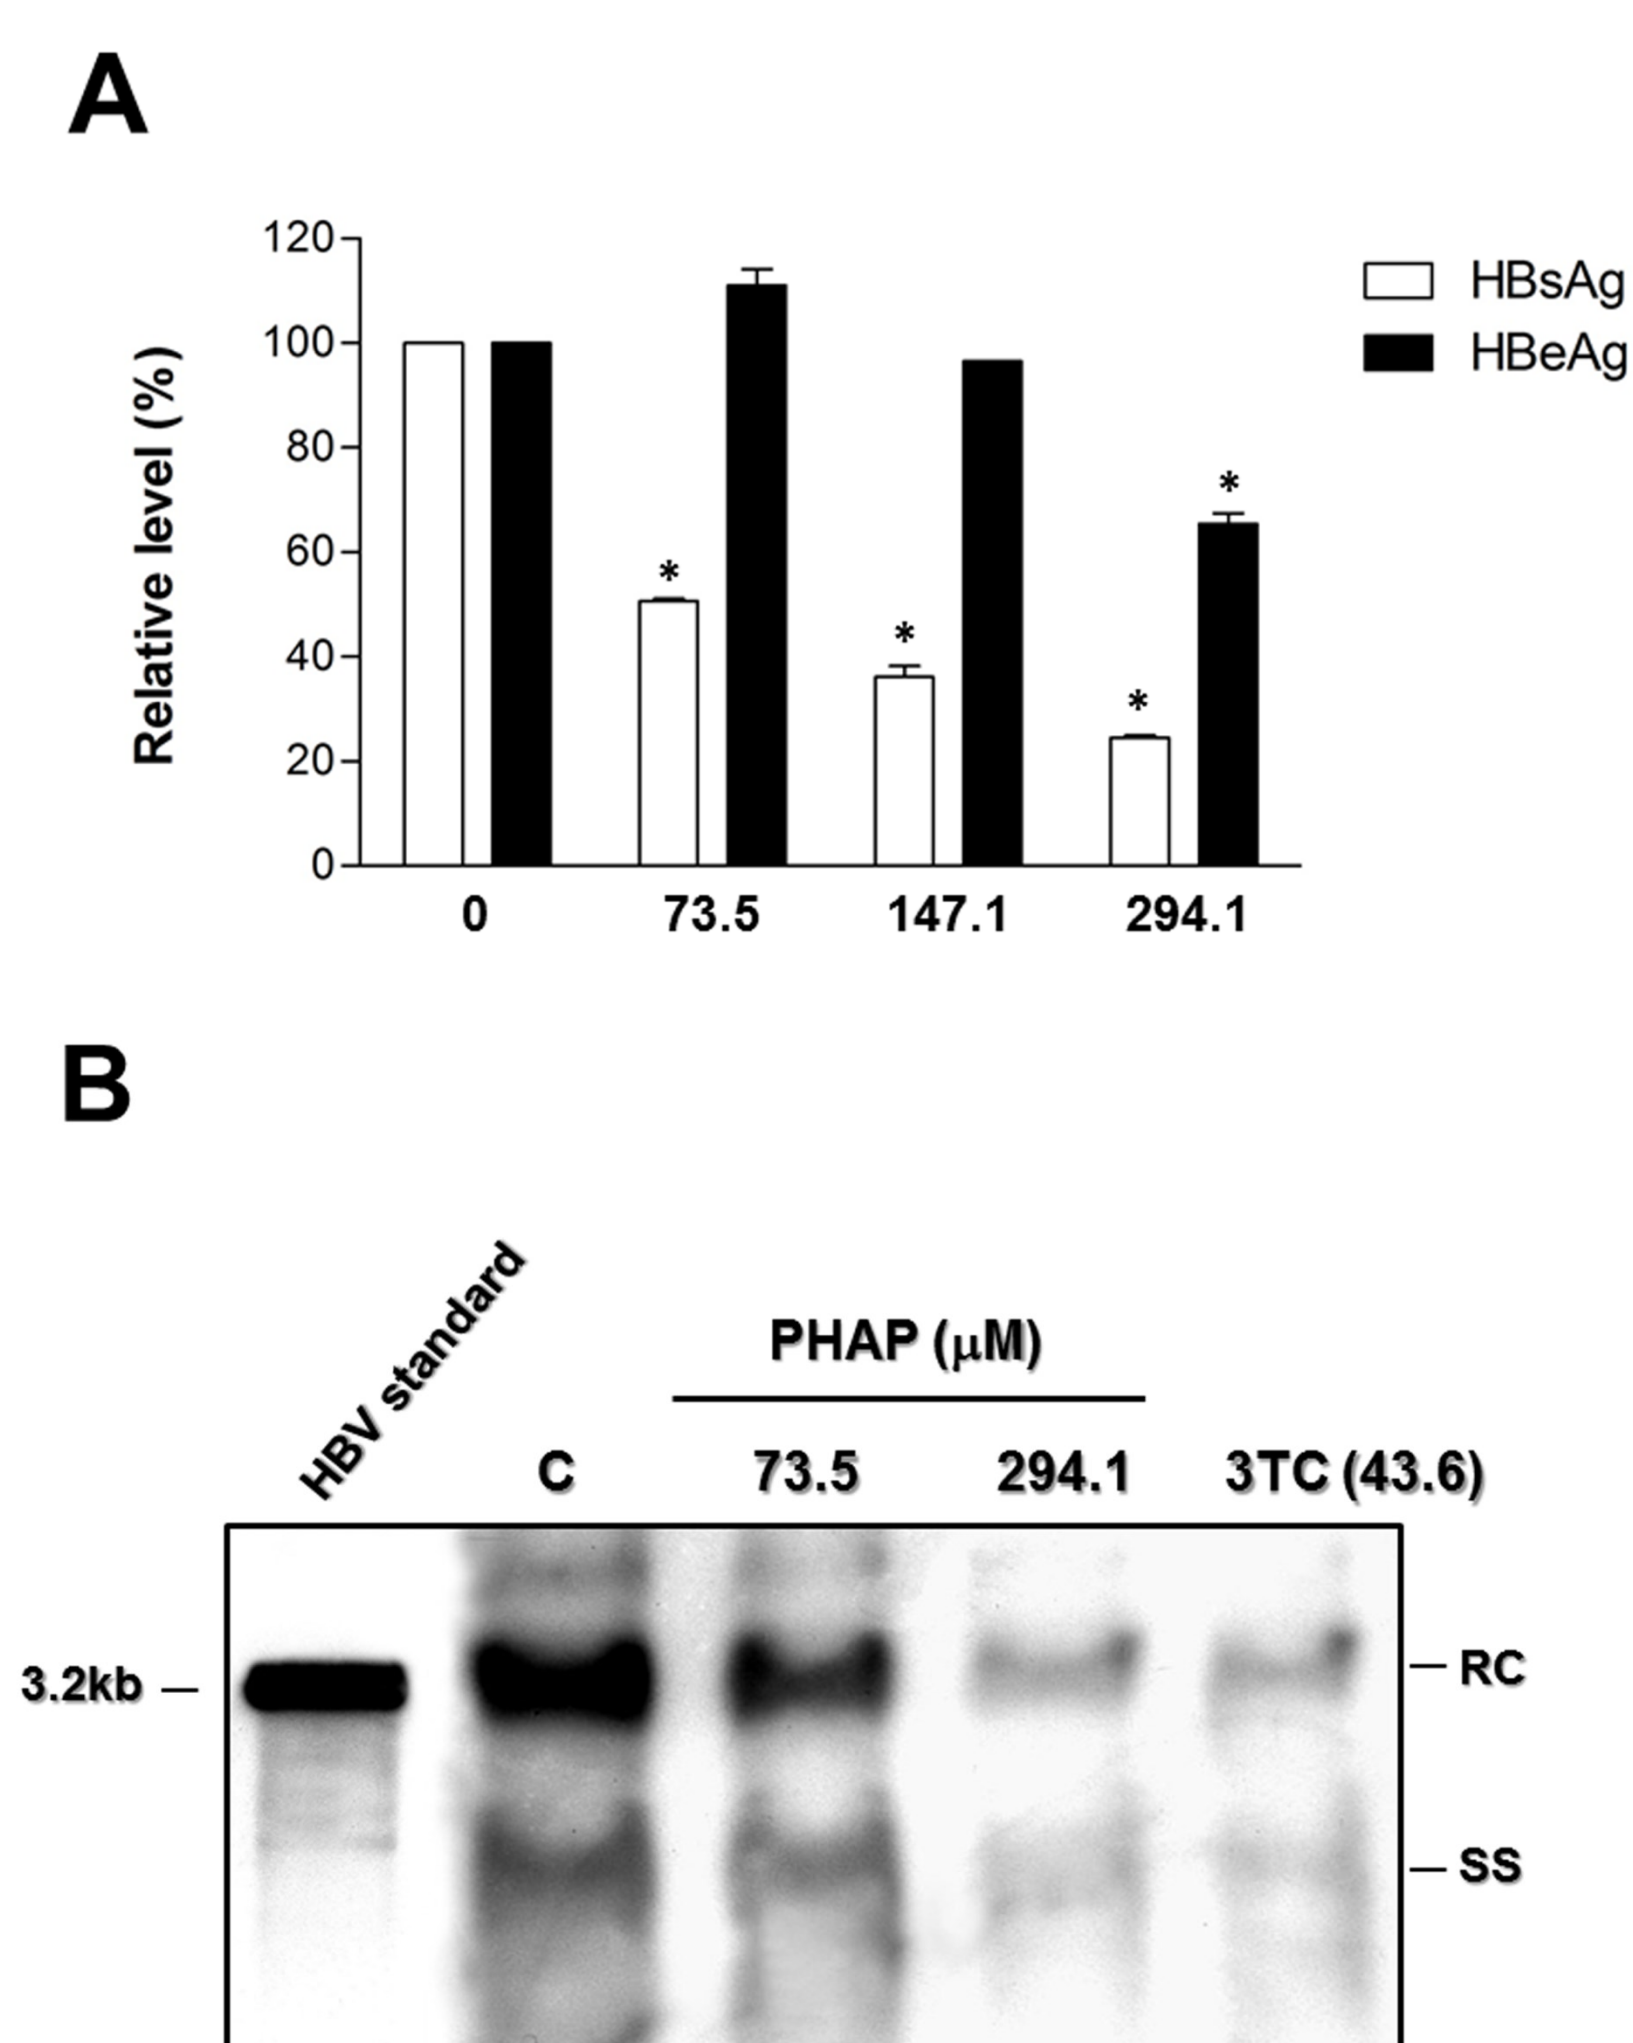 A
Relative level (%)
120
100
80
60
40
20
0
*
*
*
*
HBsAg
HBeAg
0 73.5 147.1 294.1
B
HBV standard
PHAP (μM)
C 73.5 294.1 3TC (43.6)
3.2kb
RC
SS